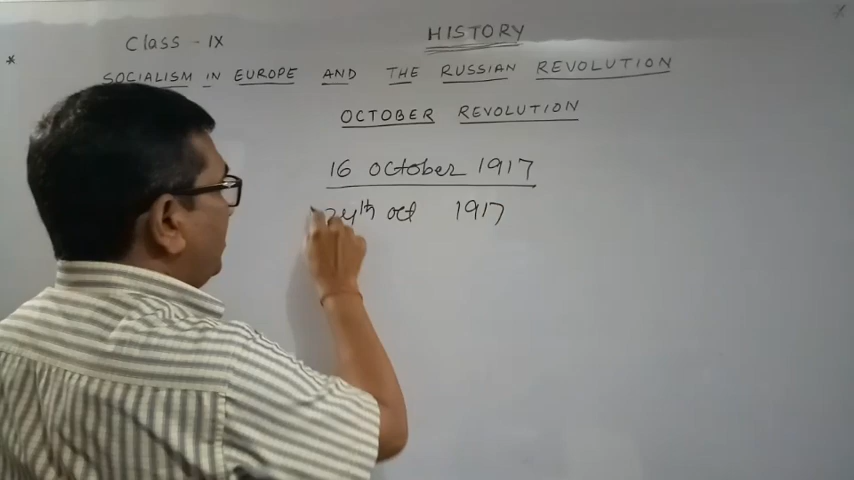 Class - IX
HISTORY
SOCIALISM IN EUROPE AND THE RUSSIAN REVOLUTION
OCTOBER REVOLUTION
16 October 1917
24th oct 1917